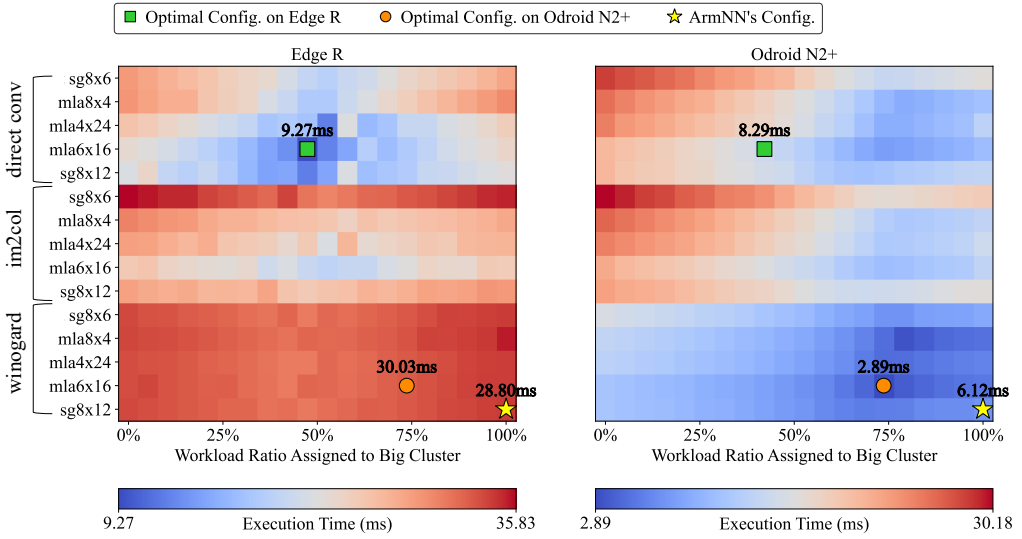 Optimal Config. on Edge R
Optimal Config. on Odroid N2+
ArmNN's Config.
Edge R
Odroid N2+
direct conv
sg8x6
mla8x4
mla4x24
mla6x16
sg8x12
im2col
sg8x6
mla8x4
mla4x24
mla6x16
sg8x12
winogard
sg8x6
mla8x4
mla4x24
mla6x16
sg8x12
9.27ms
30.03ms
28.80ms
8.29ms
2.89ms
6.12ms
0% 25% 50% 75% 100%
Workload Ratio Assigned to Big Cluster
0% 25% 50% 75% 100%
Workload Ratio Assigned to Big Cluster
9.27 Execution Time (ms) 35.83
2.89 Execution Time (ms) 30.18